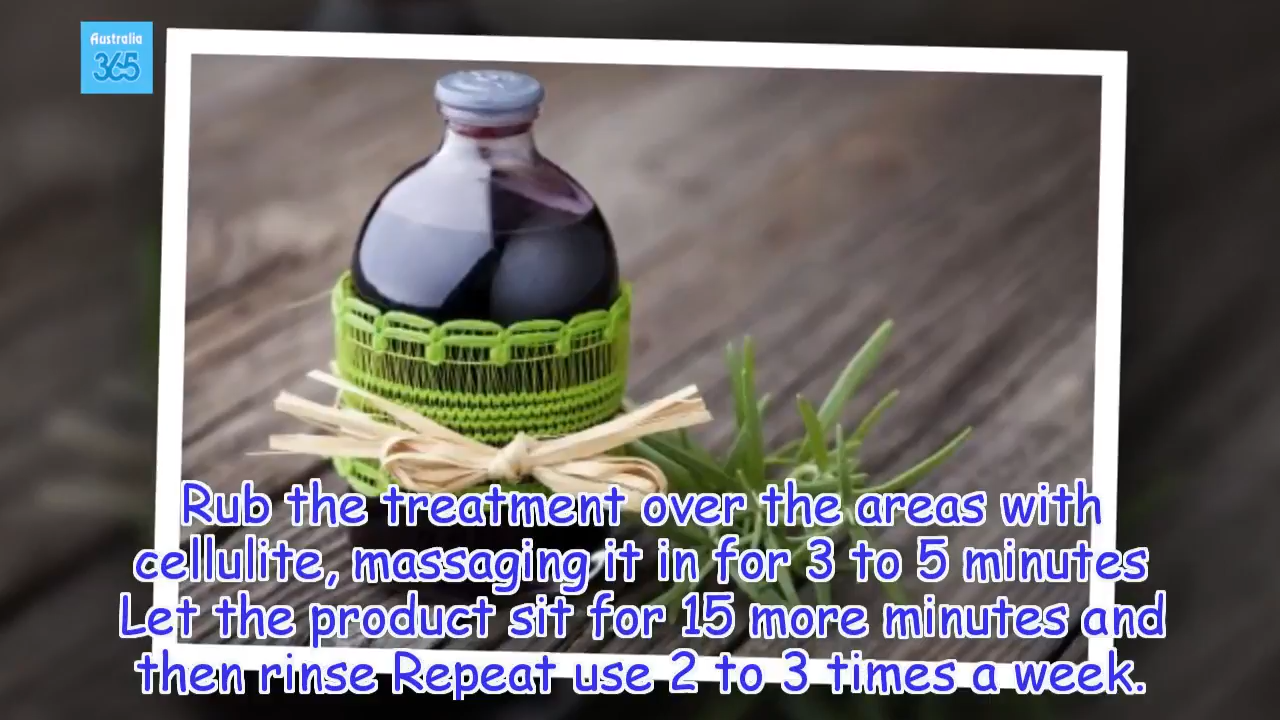 Australia
365
Rub the treatment over the areas with
cellulite, massaging it in for 3 to 5 minutes
Let the product sit for 15 more minutes and
then rinse Repeat use 2 to 3 times a week.